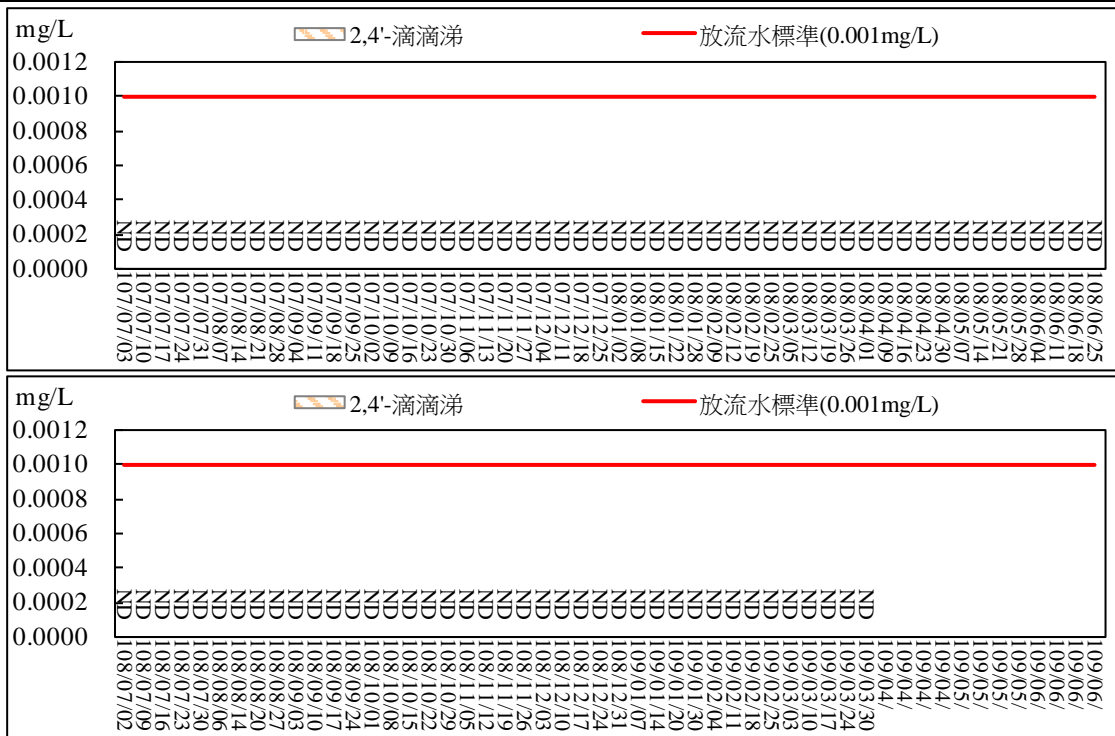 mg/L
2,4'-滴滴涕 放流水標準(0.001mg/L)
0.0012
0.0010
0.0008
0.0006
0.0004
0.0002
0.0000
ND ND ND ND ND ND ND ND ND ND ND ND ND ND ND ND ND ND ND ND ND ND ND ND ND ND ND ND ND ND ND ND ND ND ND ND ND ND ND ND ND ND ND ND ND ND ND ND ND ND ND ND
107/07/03 107/07/10 107/07/17 107/07/24 107/07/31 107/08/07 107/08/14 107/08/21 107/08/28 107/09/04 107/09/11 107/09/18 107/09/25 107/10/02 107/10/09 107/10/16 107/10/23 107/10/30 107/11/06 107/11/13 107/11/20 107/11/27 107/12/04 107/12/11 107/12/18 107/12/25 108/01/02 108/01/08 108/01/15 108/01/22 108/01/28 108/02/09 108/02/12 108/02/19 108/02/25 108/03/05 108/03/12 108/03/19 108/03/26 108/04/01 108/04/09 108/04/16 108/04/23 108/04/30 108/05/07 108/05/14 108/05/21 108/05/28 108/06/04 108/06/11 108/06/18 108/06/25
mg/L
2,4'-滴滴涕 放流水標準(0.001mg/L)
0.0012
0.0010
0.0008
0.0006
0.0004
0.0002
0.0000
ND ND ND ND ND ND ND ND ND ND ND ND ND ND ND ND ND ND ND ND ND ND ND ND ND ND ND ND ND ND ND ND ND ND ND ND ND ND ND ND
108/07/02 108/07/09 108/07/16 108/07/23 108/07/30 108/08/06 108/08/14 108/08/20 108/08/27 108/09/03 108/09/10 108/09/17 108/09/24 108/10/01 108/10/08 108/10/15 108/10/22 108/10/29 108/11/05 108/11/12 108/11/19 108/11/26 108/12/03 108/12/10 108/12/17 108/12/24 108/12/31 109/01/07 109/01/14 109/01/20 109/01/30 109/02/04 109/02/11 109/02/18 109/02/25 109/03/03 109/03/10 109/03/17 109/03/24 109/03/30 109/04/ 109/04/ 109/04/ 109/04/ 109/05/ 109/05/ 109/05/ 109/05/ 109/06/ 109/06/ 109/06/ 109/06/